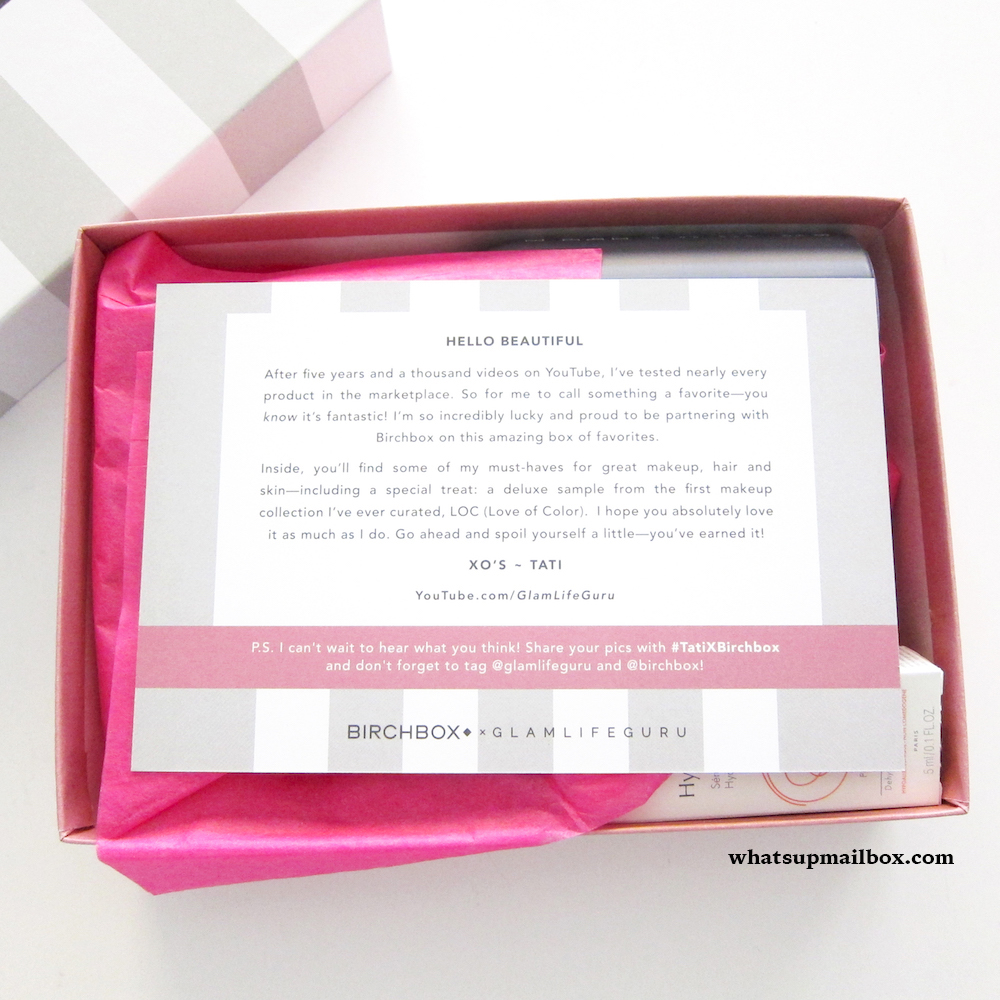 HELLO BEAUTIFUL
After five years and a thousand videos on YouTube, I've tested nearly every
product in the marketplace. So for me to call something a favorite—you
know it's fantastic! I'm so incredibly lucky and proud to be partnering with
Birchbox on this amazing box of favorites.
Inside, you'll find some of my must-haves for great makeup, hair and
skin—including a special treat: a deluxe sample from the first makeup
collection I've ever curated, LOC (Love of Color). I hope you absolutely love
it as much as I do. Go ahead and spoil yourself a little—you've earned it!
XO'S ~ TATI
YouTube.com/GlamLifeGuru
P.S. I can't wait to hear what you think! Share your pics with #TatiXBirchbox
and don't forget to tag @glamlifeguru and @birchbox!
BIRCHBOX × GLAMLIFEGURU
PARIS
whatsupmailbox.com